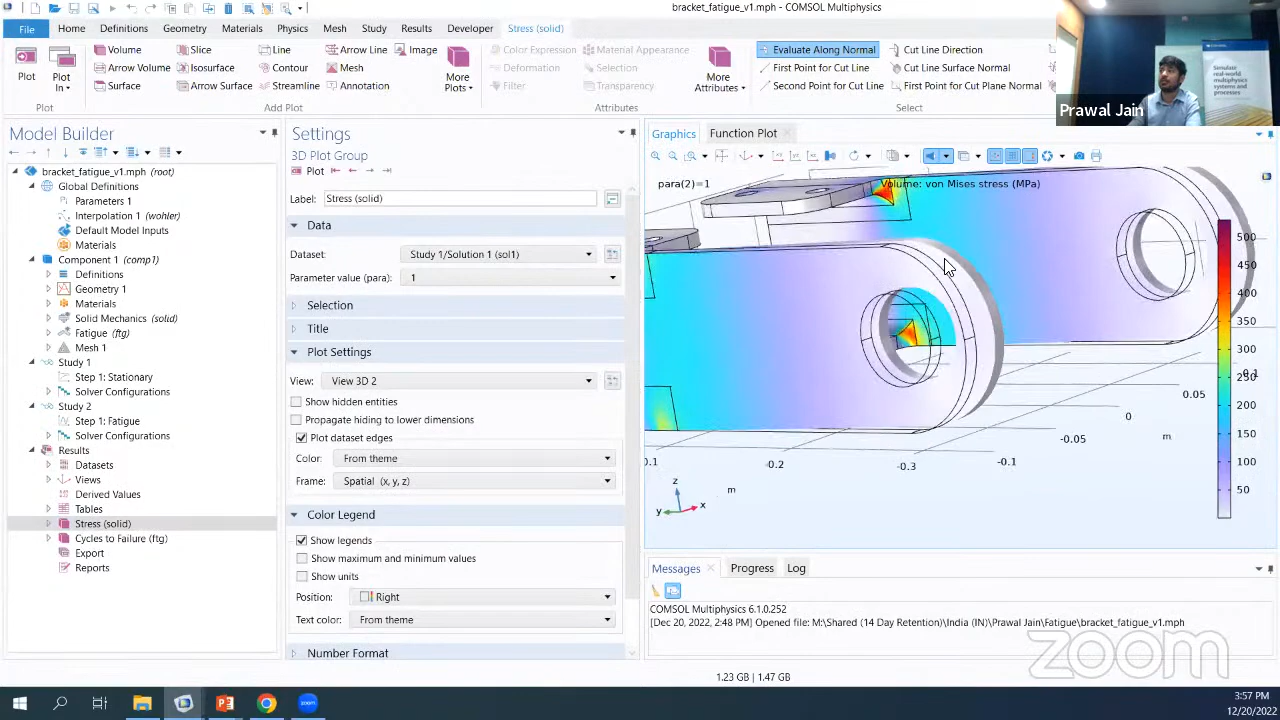 bracket_fatigue_v1.mph - COMSOL Multiphysics
File Home Definitions Geometry Materials Physics Mesh Study Results Developer Stress (solid)
Plot
Plot In
Volume
Arrow Volume
Surface
Slice
Isosurface
Arrow Surface
Line
Contour
Streamline
Arrow Line
Mesh
Annotation
Image
More Plots
Color Expression
Selection
Transparency
Material Appearance
More Attributes
Evaluate Along Normal
First Point for Cut Line
Second Point for Cut Line
Cut Line Direction
Cut Line Surface Normal
First Point for Cut Plane Normal
Plot
Add Plot
Attributes
Select
COMSOL
Simulate
real-world
multiphysics
systems and
processes
Prawal Jain
Model Builder
bracket_fatigue_v1.mph (root)
Global Definitions
Parameters 1
Interpolation 1 (wohler)
Default Model Inputs
Materials
Component 1 (comp1)
Definitions
Geometry 1
Materials
Solid Mechanics (solid)
Fatigue (ftg)
Mesh 1
Study 1
Step 1: Stationary
Solver Configurations
Study 2
Step 1: Fatigue
Solver Configurations
Results
Datasets
Views
Derived Values
Tables
Stress (solid)
Cycles to Failure (ftg)
Export
Reports
Settings
3D Plot Group
Plot
Label: Stress (solid)
Data
Dataset: Study 1/Solution 1 (sol1)
Parameter value (para): 1
Selection
Title
Plot Settings
View: View 3D 2
Show hidden entities
Propagate hiding to lower dimensions
Plot dataset edges
Color: From theme
Frame: Spatial (x, y, z)
Color Legend
Show legends
Show maximum and minimum values
Show units
Position: Right
Text color: From theme
Number Format
Graphics Function Plot
para(2)=1 Volume: von Mises stress (MPa)
500
450
400
350
300
250
200
150
100
50
0.1
0.05
0
-0.05
-0.1
m
0.1
-0.2
-0.3
m
z
y x
Messages Progress Log
COMSOL Multiphysics 6.1.0.252
[Dec 20, 2022, 2:48 PM] Opened file: M:\Shared (14 Day Retention)\India (IN)\Prawal Jain\Fatigue\bracket_fatigue_v1.mph
zoom
1.23 GB | 1.47 GB
zoom
3:57 PM
12/20/2022